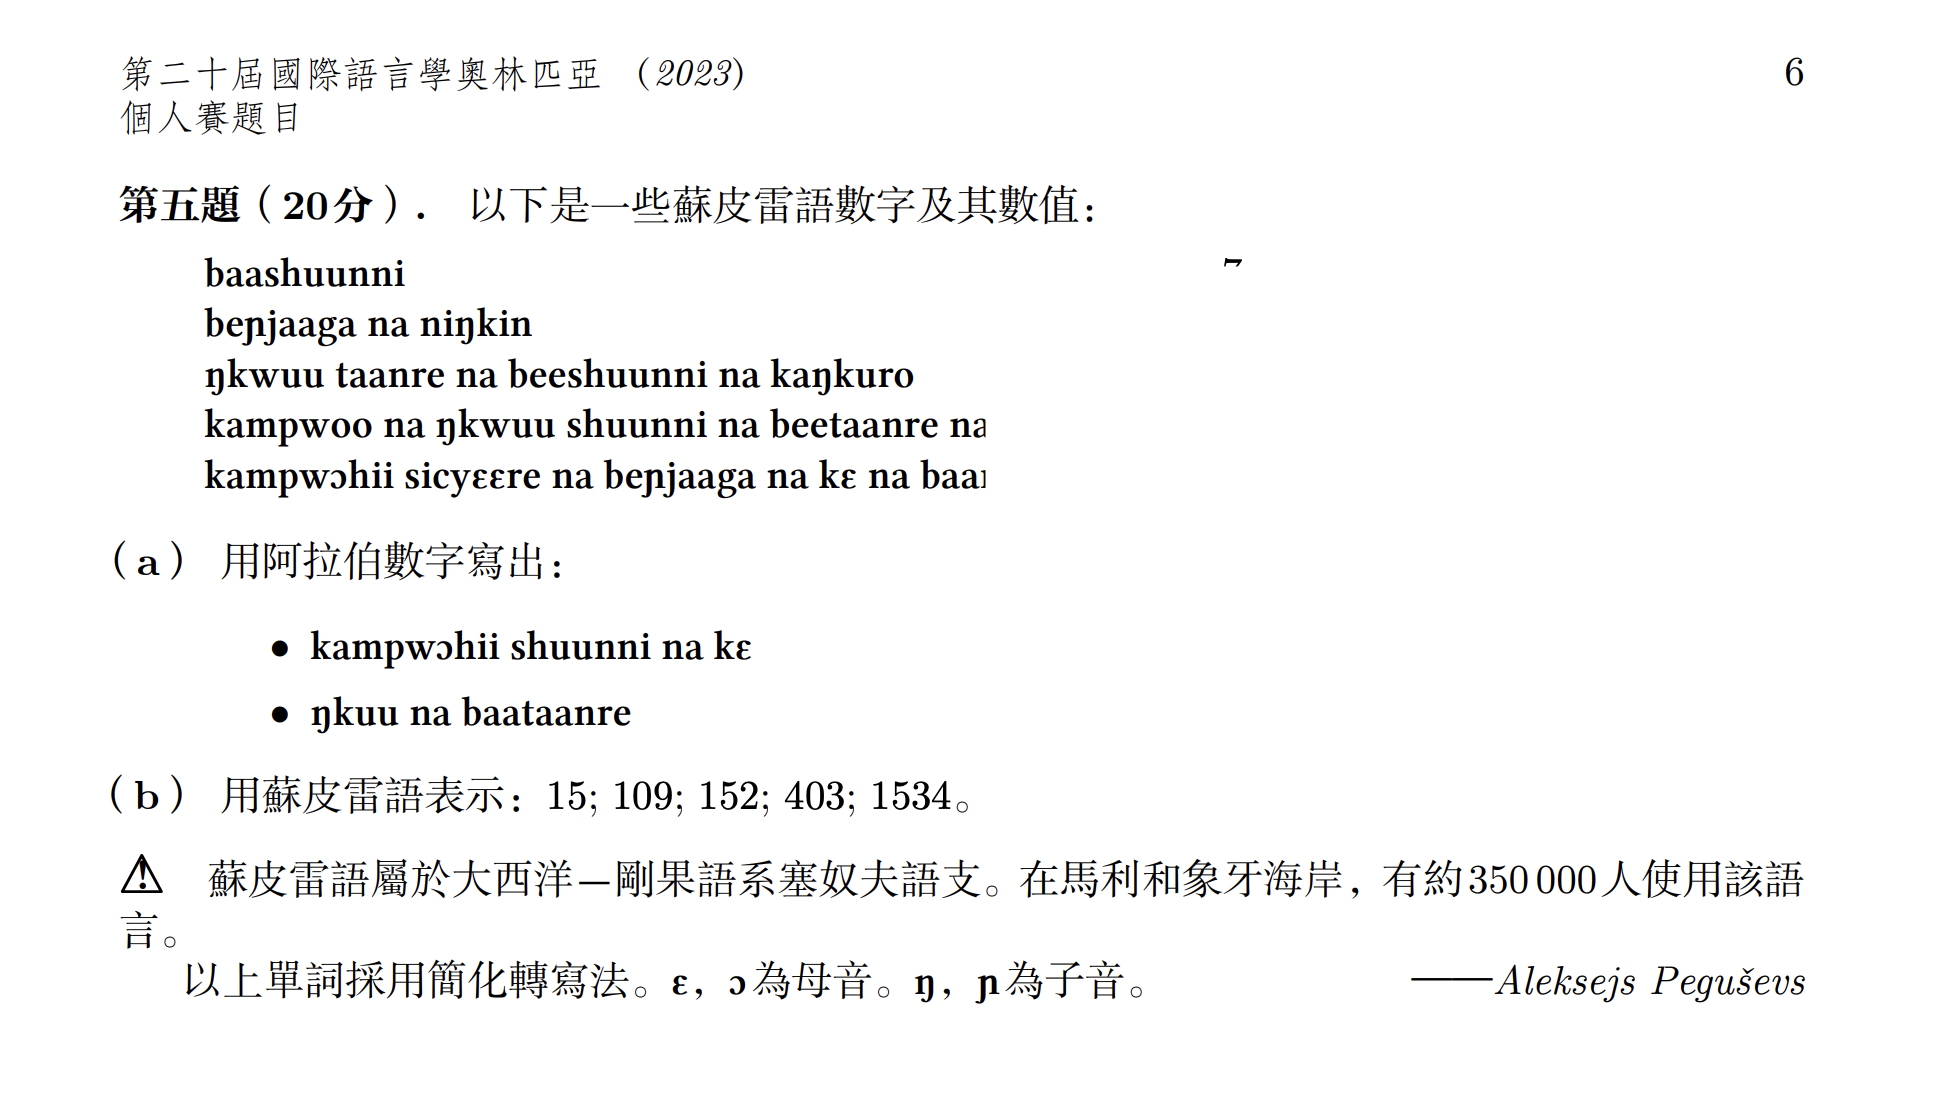 第二十屆國際語言學奧林匹亞 (2023)
6
個人賽題目
第五題(20分). 以下是一些蘇皮雷語數字及其數值:
baashuunni
beɲjaaga na niŋkin
ŋkwuu taanre na beeshuunni na kaŋkuro
kampwoo na ŋkwuu shuunni na beetaanre na
kampwɔhii sicyɛɛre na beɲjaaga na kɛ na
(a) 用阿拉伯數字寫出:
• kampwɔhii shuunni na kɛ
• ŋkuu na baataanre
(b) 用蘇皮雷語表示: 15; 109; 152; 403; 1534。
⚠ 蘇皮雷語屬於大西洋—剛果語系塞奴夫語支。在馬利和象牙海岸,有約350 000人使用該語
言。
以上單詞採用簡化轉寫法。ɛ, ɔ為母音。ŋ, ɲ為子音。
——Aleksejs Peguševs